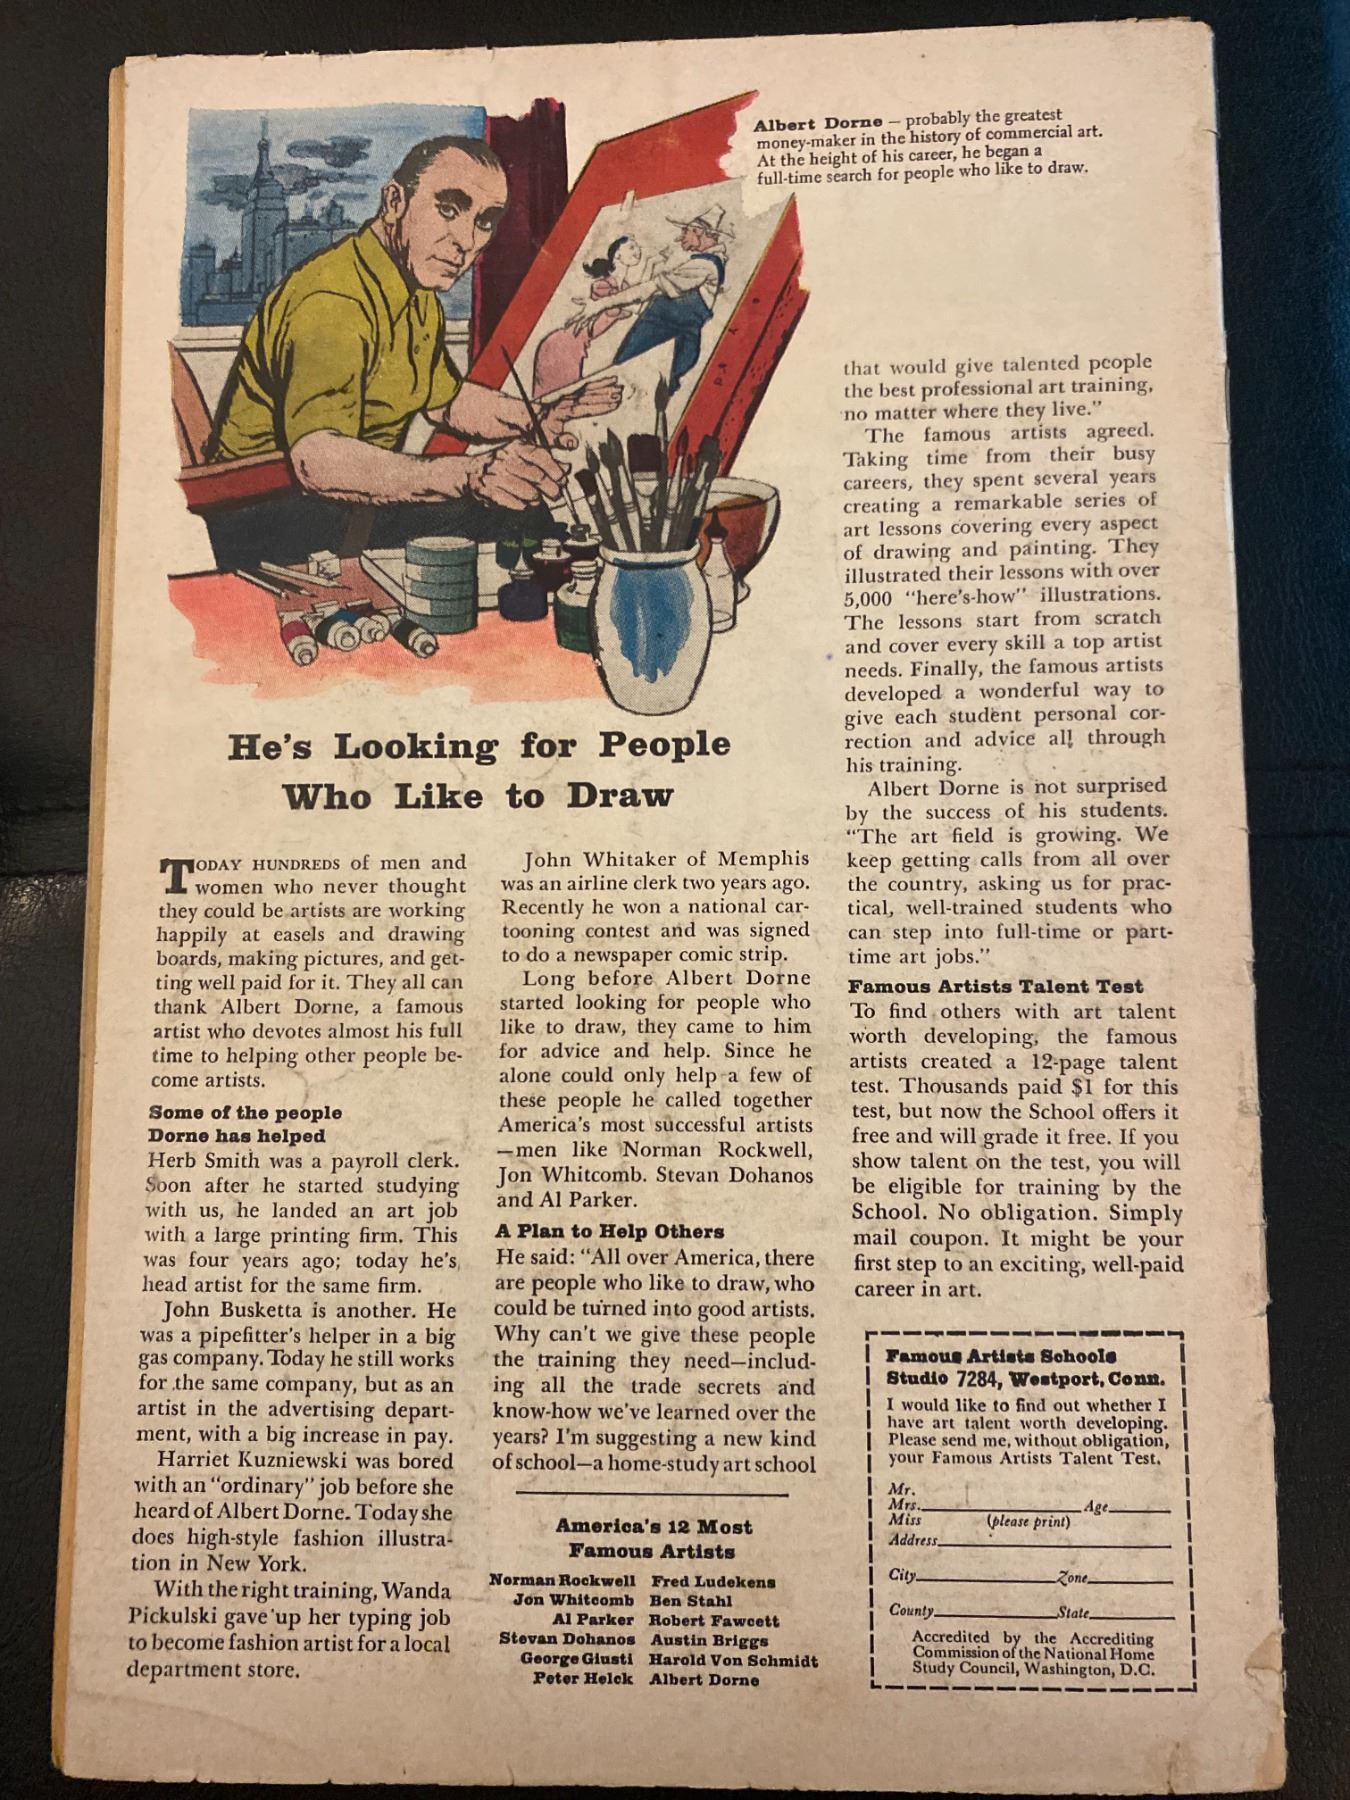 Albert Dorne — probably the greatest
money-maker in the history of commercial art.
At the height of his career, he began a
full-time search for people who like to draw.
He's Looking for People
Who Like to Draw
TODAY HUNDREDS of men and
women who never thought
they could be artists are working
happily at easels and drawing
boards, making pictures, and get-
ting well paid for it. They all can
thank Albert Dorne, a famous
artist who devotes almost his full
time to helping other people be-
come artists.
Some of the people
Dorne has helped
Herb Smith was a payroll clerk.
Soon after he started studying
with us, he landed an art job
with a large printing firm. This
was four years ago; today he's
head artist for the same firm.
John Busketta is another. He
was a pipefitter's helper in a big
gas company. Today he still works
for the same company, but as an
artist in the advertising depart-
ment, with a big increase in pay.
Harriet Kuzniewski was bored
with an "ordinary" job before she
heard of Albert Dorne. Today she
does high-style fashion illustra-
tion in New York.
With the right training, Wanda
Pickulski gave up her typing job
to become fashion artist for a local
department store.
John Whitaker of Memphis
was an airline clerk two years ago.
Recently he won a national car-
tooning contest and was signed
to do a newspaper comic strip.
Long before Albert Dorne
started looking for people who
like to draw, they came to him
for advice and help. Since he
alone could only help a few of
these people he called together
America's most successful artists
—men like Norman Rockwell,
Jon Whitcomb. Stevan Dohanos
and Al Parker.
A Plan to Help Others
He said: "All over America, there
are people who like to draw, who
could be turned into good artists.
Why can't we give these people
the training they need—includ-
ing all the trade secrets and
know-how we've learned over the
years? I'm suggesting a new kind
of school—a home-study art school
America's 12 Most
Famous Artists
Norman Rockwell Fred Ludekens
Jon Whitcomb Ben Stahl
Al Parker Robert Fawcett
Stevan Dohanos Austin Briggs
George Giusti Harold Von Schmidt
Peter Helck Albert Dorne
that would give talented people
the best professional art training,
no matter where they live."
The famous artists agreed.
Taking time from their busy
careers, they spent several years
creating a remarkable series of
art lessons covering every aspect
of drawing and painting. They
illustrated their lessons with over
5,000 "here's-how" illustrations.
The lessons start from scratch
and cover every skill a top artist
needs. Finally, the famous artists
developed a wonderful way to
give each student personal cor-
rection and advice all through
his training.
Albert Dorne is not surprised
by the success of his students.
"The art field is growing. We
keep getting calls from all over
the country, asking us for prac-
tical, well-trained students who
can step into full-time or part-
time art jobs."
Famous Artists Talent Test
To find others with art talent
worth developing, the famous
artists created a 12-page talent
test. Thousands paid $1 for this
test, but now the School offers it
free and will grade it free. If you
show talent on the test, you will
be eligible for training by the
School. No obligation. Simply
mail coupon. It might be your
first step to an exciting, well-paid
career in art.
Famous Artists Schools
Studio 7284, Westport, Conn.
I would like to find out whether I
have art talent worth developing.
Please send me, without obligation,
your Famous Artists Talent Test.
Mr.
Mrs. Age
Miss (please print)
Address
City Zone
County State
Accredited by the Accrediting
Commission of the National Home
Study Council, Washington, D.C.